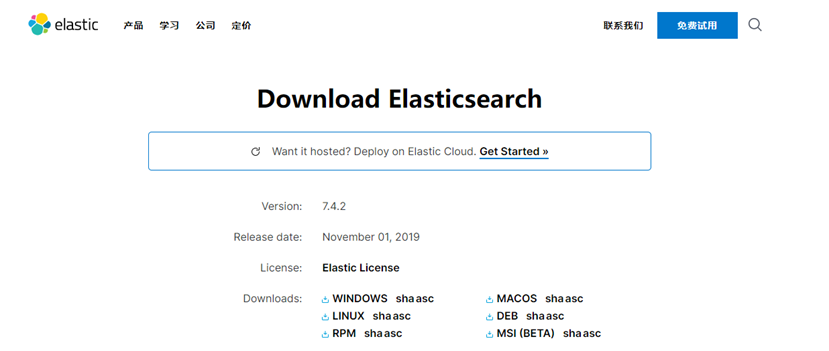 elastic 产品 学习 公司 定价 联系我们 免费试用
Download Elasticsearch
Want it hosted? Deploy on Elastic Cloud. Get Started »
Version: 7.4.2
Release date: November 01, 2019
License: Elastic License
Downloads: WINDOWS sha asc MACOS sha asc
LINUX sha asc DEB sha asc
RPM sha asc MSI (BETA) sha asc